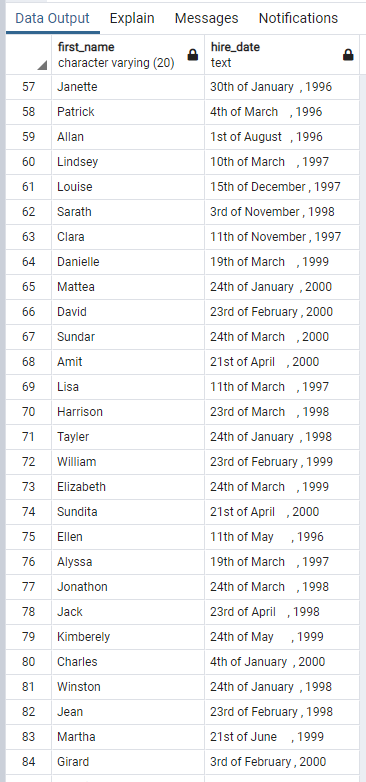 Data Output Explain Messages Notifications
first_name hire_date
character varying (20) text
57 Janette 30th of January , 1996
58 Patrick 4th of March , 1996
59 Allan 1st of August , 1996
60 Lindsey 10th of March , 1997
61 Louise 15th of December , 1997
62 Sarath 3rd of November , 1998
63 Clara 11th of November , 1997
64 Danielle 19th of March , 1999
65 Mattea 24th of January , 2000
66 David 23rd of February , 2000
67 Sundar 24th of March , 2000
68 Amit 21st of April , 2000
69 Lisa 11th of March , 1997
70 Harrison 23rd of March , 1998
71 Tayler 24th of January , 1998
72 William 23rd of February , 1999
73 Elizabeth 24th of March , 1999
74 Sundita 21st of April , 2000
75 Ellen 11th of May , 1996
76 Alyssa 19th of March , 1997
77 Jonathon 24th of March , 1998
78 Jack 23rd of April , 1998
79 Kimberely 24th of May , 1999
80 Charles 4th of January , 2000
81 Winston 24th of January , 1998
82 Jean 23rd of February , 1998
83 Martha 21st of June , 1999
84 Girard 3rd of February , 2000